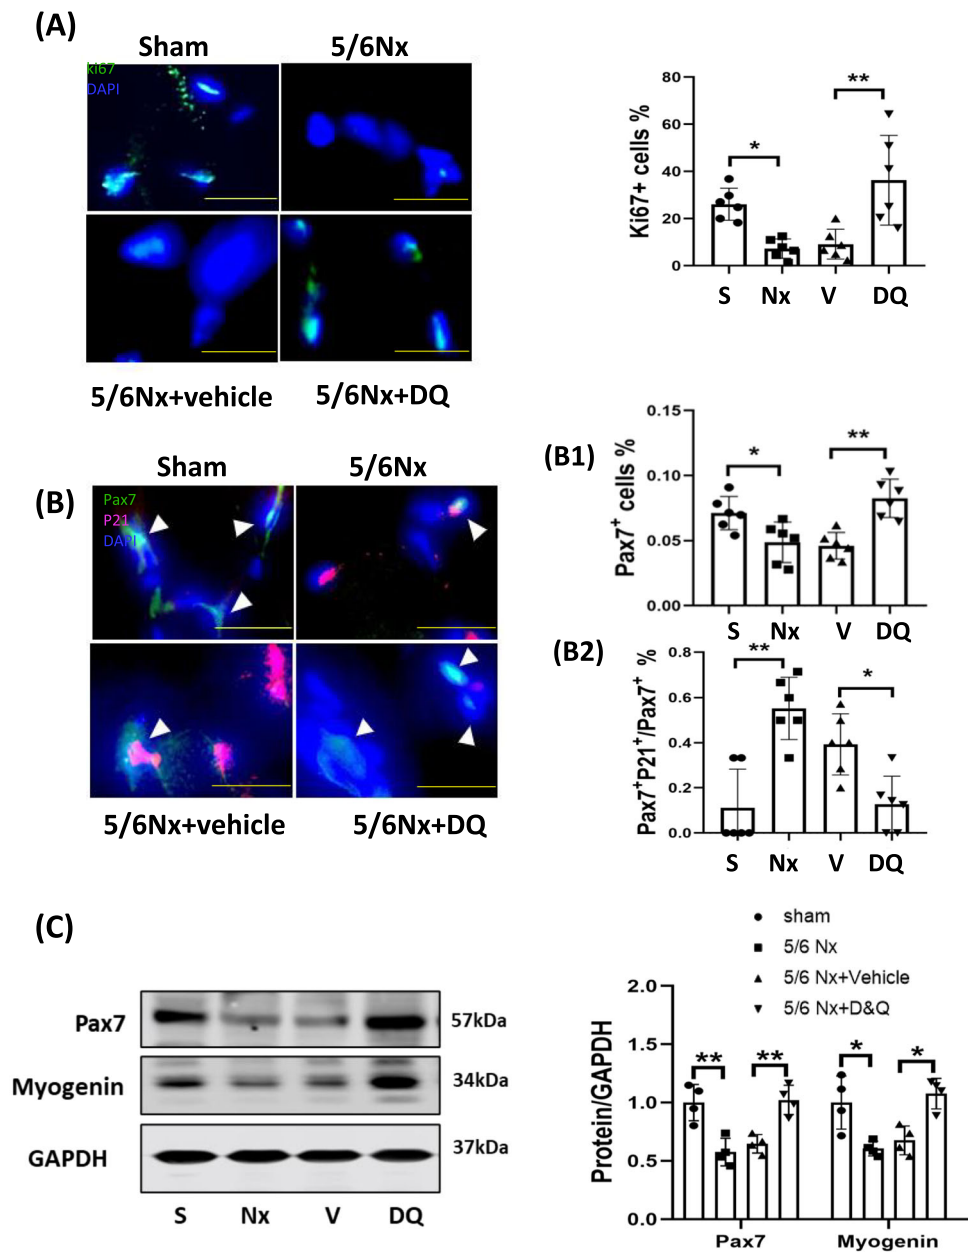 (A)
Sham
5/6Nx
ki67
DAPI
5/6Nx+vehicle
5/6Nx+DQ
Ki67+ cells %
80
60
40
20
0
*
**
S
Nx
V
DQ
(B)
Sham
5/6Nx
Pax7
P21
DAPI
5/6Nx+vehicle
5/6Nx+DQ
(B1)
Pax7⁺ cells %
0.15
0.10
0.05
0.00
*
**
S
Nx
V
DQ
(B2)
Pax7⁺P21⁺/Pax7⁺ %
0.8
0.6
0.4
0.2
0.0
**
*
S
Nx
V
DQ
(C)
Pax7
57kDa
Myogenin
34kDa
GAPDH
37kDa
S
Nx
V
DQ
sham
5/6 Nx
5/6 Nx+Vehicle
5/6 Nx+D&Q
Protein/GAPDH
2.0
1.5
1.0
0.5
0.0
**
**
*
*
Pax7
Myogenin